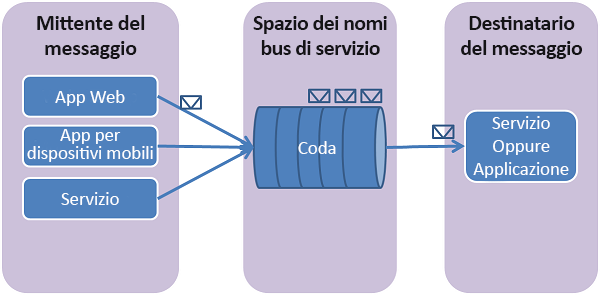 Mittente del
messaggio
App Web
App per
dispositivi mobili
Servizio
Spazio dei nomi
bus di servizio
Coda
Destinatario
del messaggio
Servizio
Oppure
Applicazione